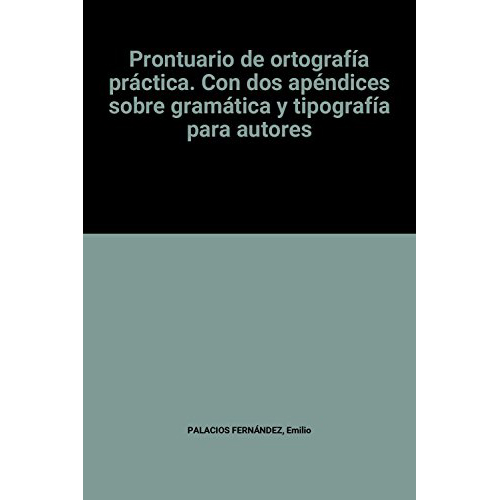 Prontuario de ortografía
práctica. Con dos apéndices
sobre gramática y tipografía
para autores
PALACIOS FERNÁNDEZ, Emilio